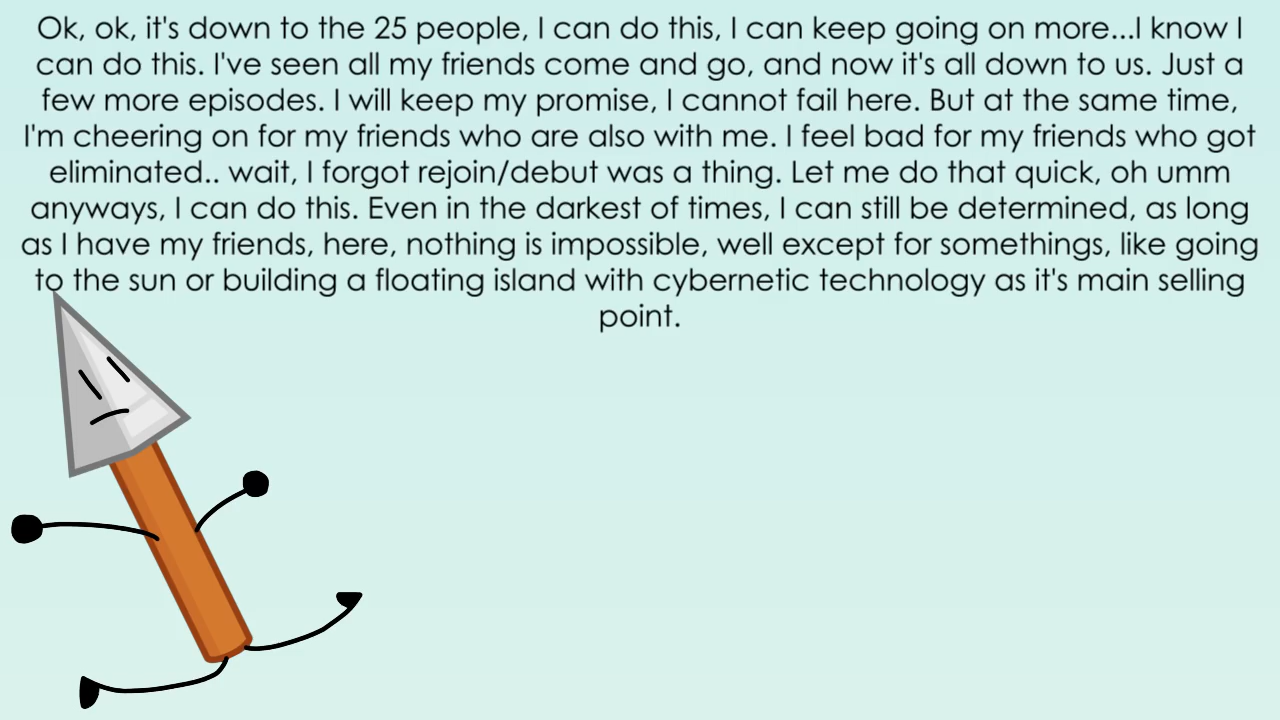 Ok, ok, it's down to the 25 people, I can do this, I can keep going on more...I know I
can do this. I've seen all my friends come and go, and now it's all down to us. Just a
few more episodes. I will keep my promise, I cannot fail here. But at the same time,
I'm cheering on for my friends who are also with me. I feel bad for my friends who got
eliminated.. wait, I forgot rejoin/debut was a thing. Let me do that quick, oh umm
anyways, I can do this. Even in the darkest of times, I can still be determined, as long
as I have my friends, here, nothing is impossible, well except for somethings, like going
to the sun or building a floating island with cybernetic technology as it's main selling
point.